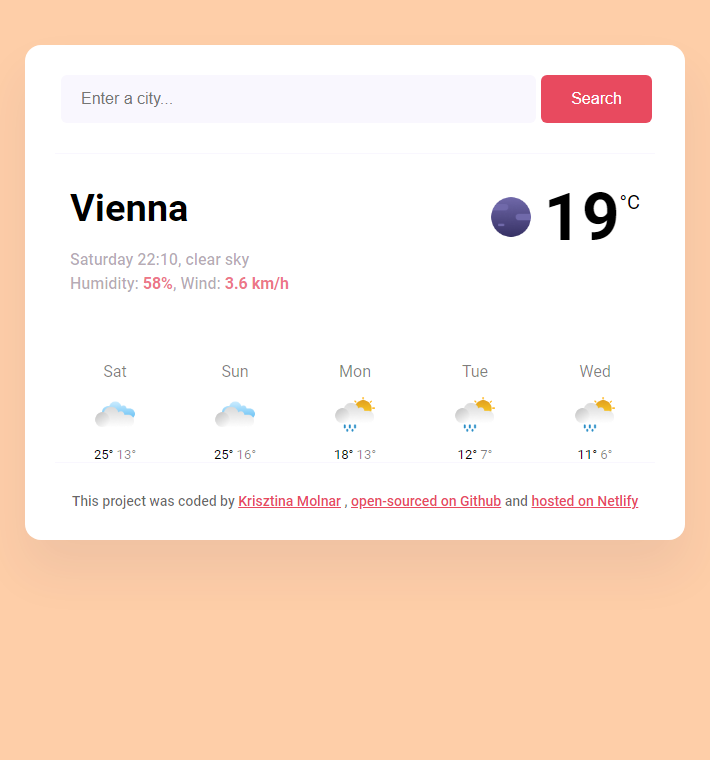 Enter a city... Search
Vienna 19 °C
Saturday 22:10, clear sky
Humidity: 58%, Wind: 3.6 km/h
Sat Sun Mon Tue Wed
25° 13° 25° 16° 18° 13° 12° 7° 11° 6°
This project was coded by Krisztina Molnar , open-sourced on Github and hosted on Netlify